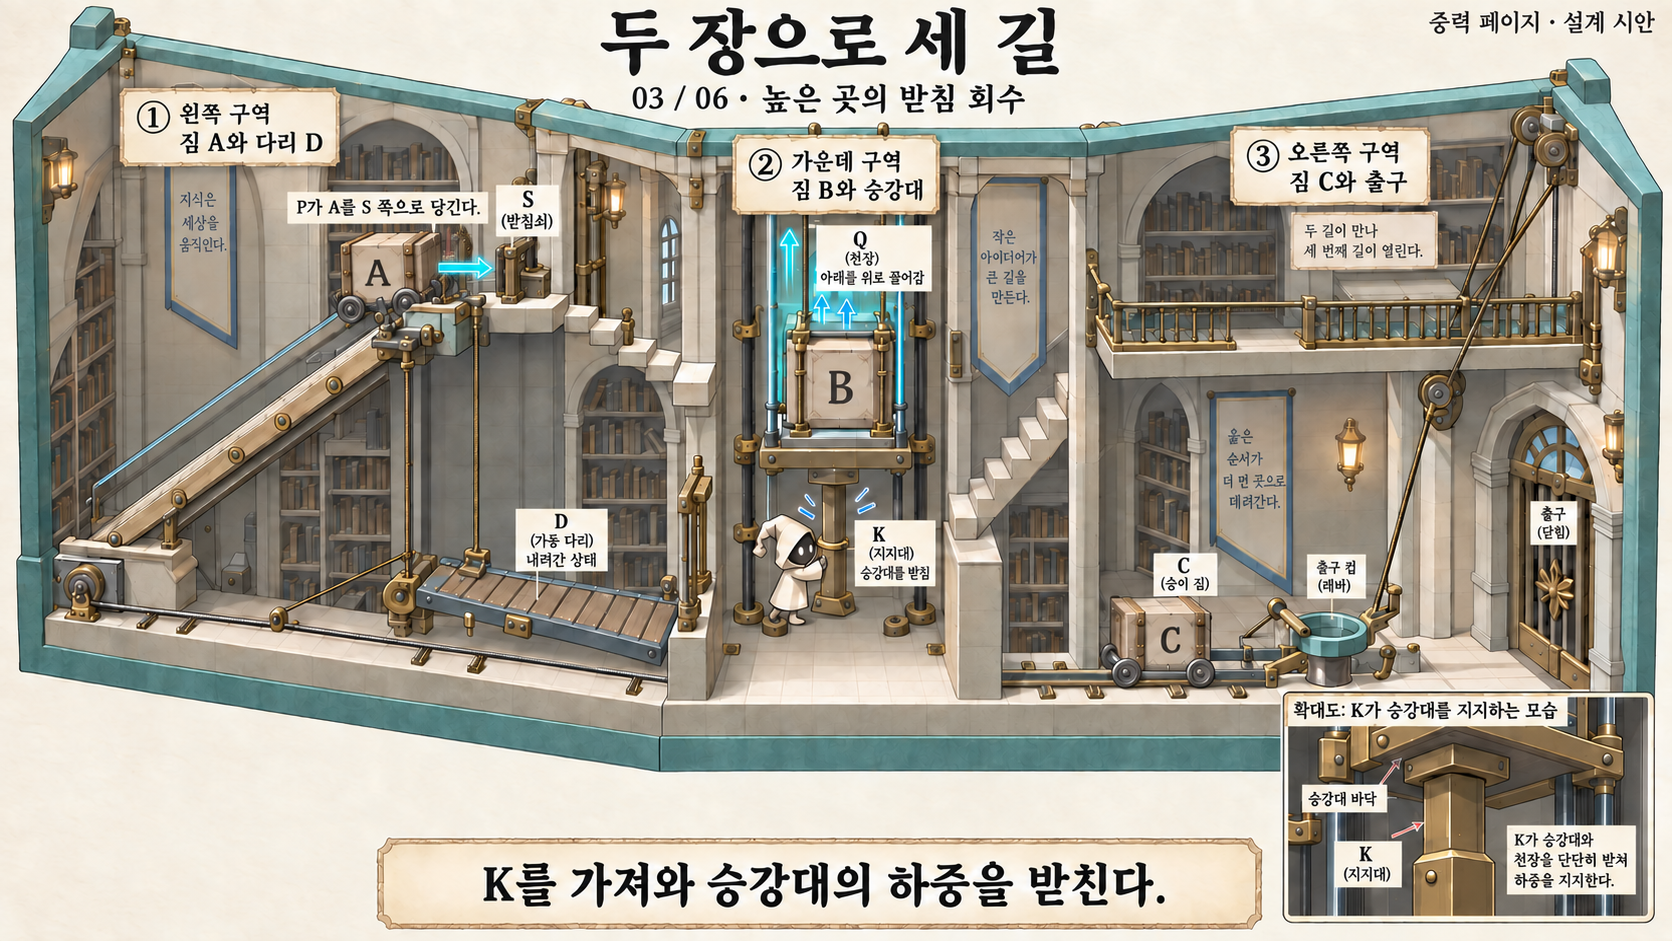 두 장으로 세 길
03 / 06 · 높은 곳의 받침 회수
중력 페이지 · 설계 시안
① 왼쪽 구역
짐 A와 다리 D
지식은
세상을
움직인다.
P가 A를 S 쪽으로 당긴다.
S
(받침쇠)
A
D
(가동 다리)
내려간 상태
② 가운데 구역
짐 B와 승강대
Q
(천장)
아래를 위로 끌어감
B
K
(지지대)
승강대를 받침
작은
아이디어가
큰 길을
만든다.
③ 오른쪽 구역
짐 C와 출구
두 길이 만나
세 번째 길이 열린다.
옳은
순서가
더 먼 곳으로
데려간다.
출구
(닫힘)
C
(승이 짐)
출구 컵
(래버)
C
확대도: K가 승강대를 지지하는 모습
승강대 바닥
K
(지지대)
K가 승강대와
천장을 단단히 받쳐
하중을 지지한다.
K를 가져와 승강대의 하중을 받친다.